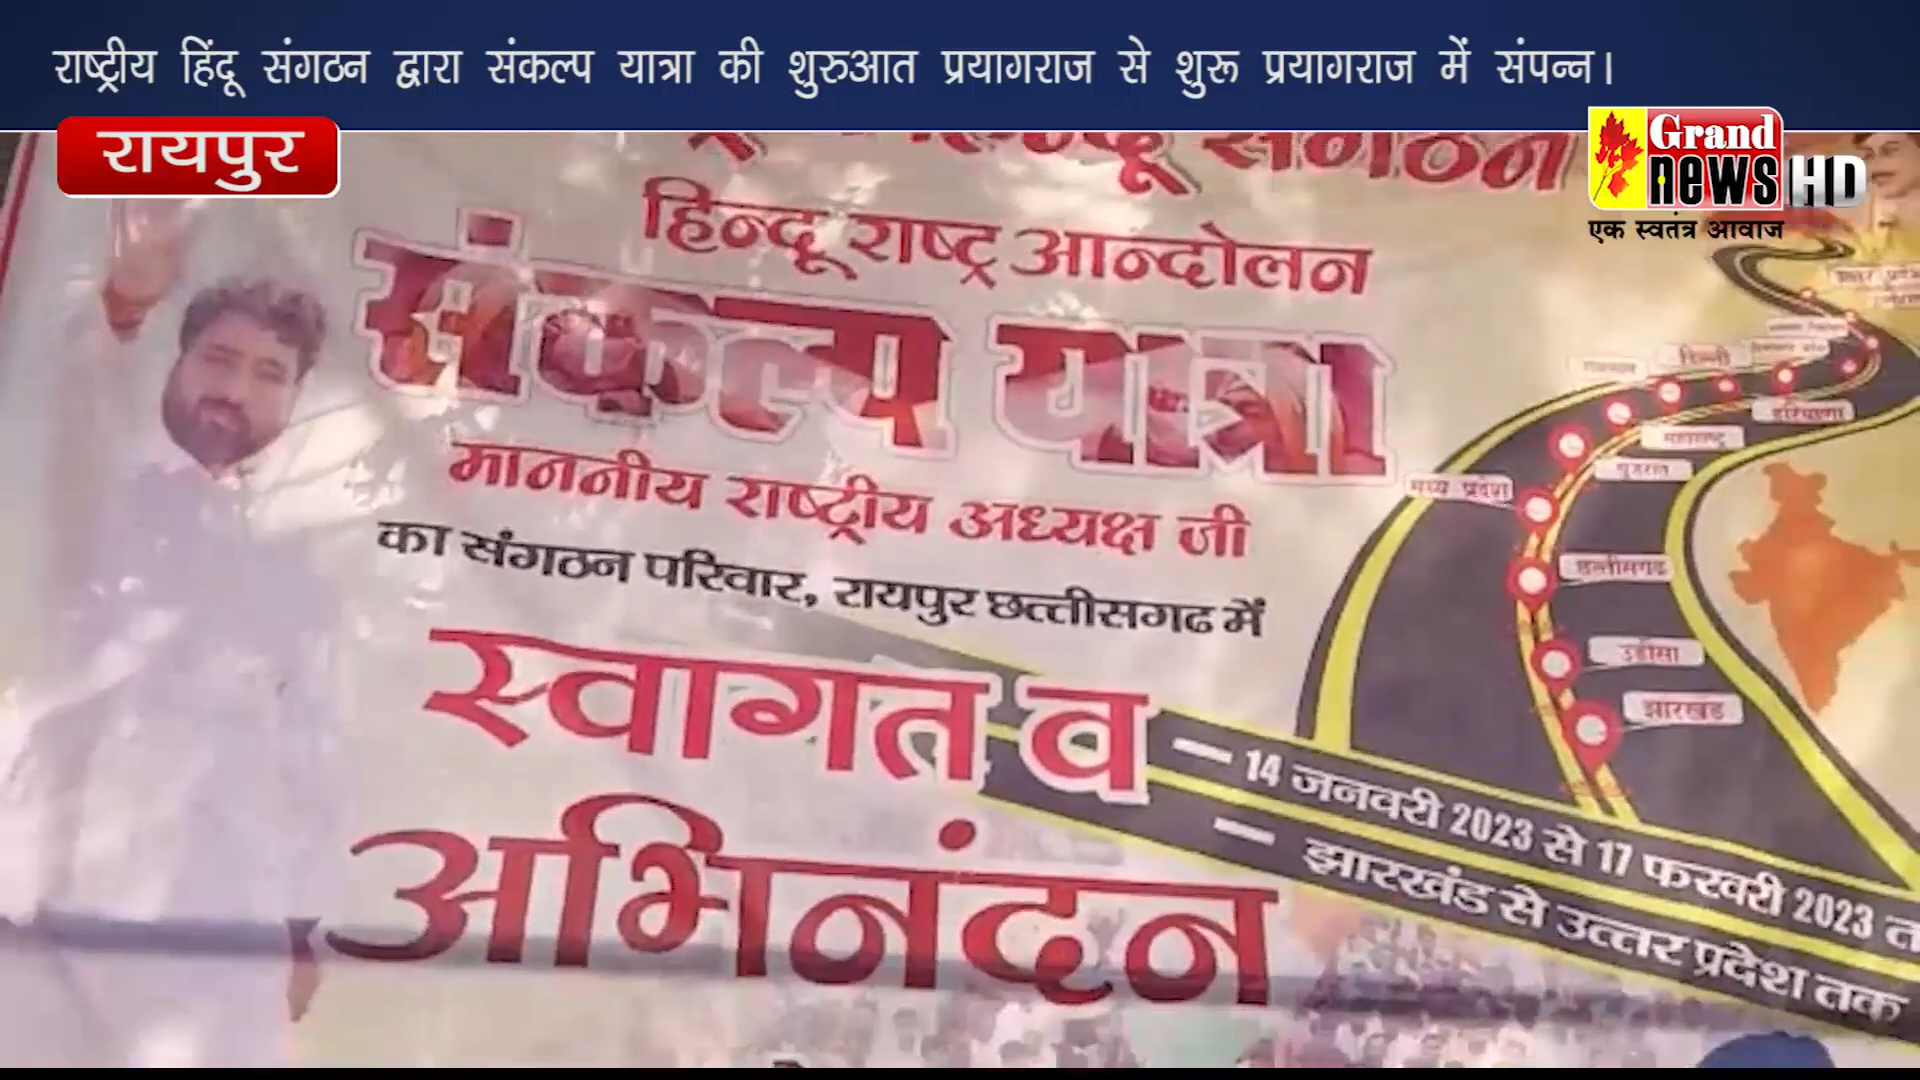 राष्ट्रीय हिंदू संगठन द्वारा संकल्प यात्रा की शुरुआत प्रयागराज से शुरू प्रयागराज में संपन्न।
रायपुर
Grand
news HD
एक स्वतंत्र आवाज
संगठन
हिन्दू राष्ट्र आन्दोलन
संकल्प यात्रा
माननीय राष्ट्रीय अध्यक्ष जी
का संगठन परिवार, रायपुर छत्तीसगढ में
स्वागत व
अभिनंदन
दिल्ली
हरियाणा
महाराष्ट्र
गुजरात
मध्य प्रदेश
छत्तीसगढ
उडीसा
झारखंड
14 जनवरी 2023 से 17 फरवरी 2023 त
झारखंड से उत्तर प्रदेश तक